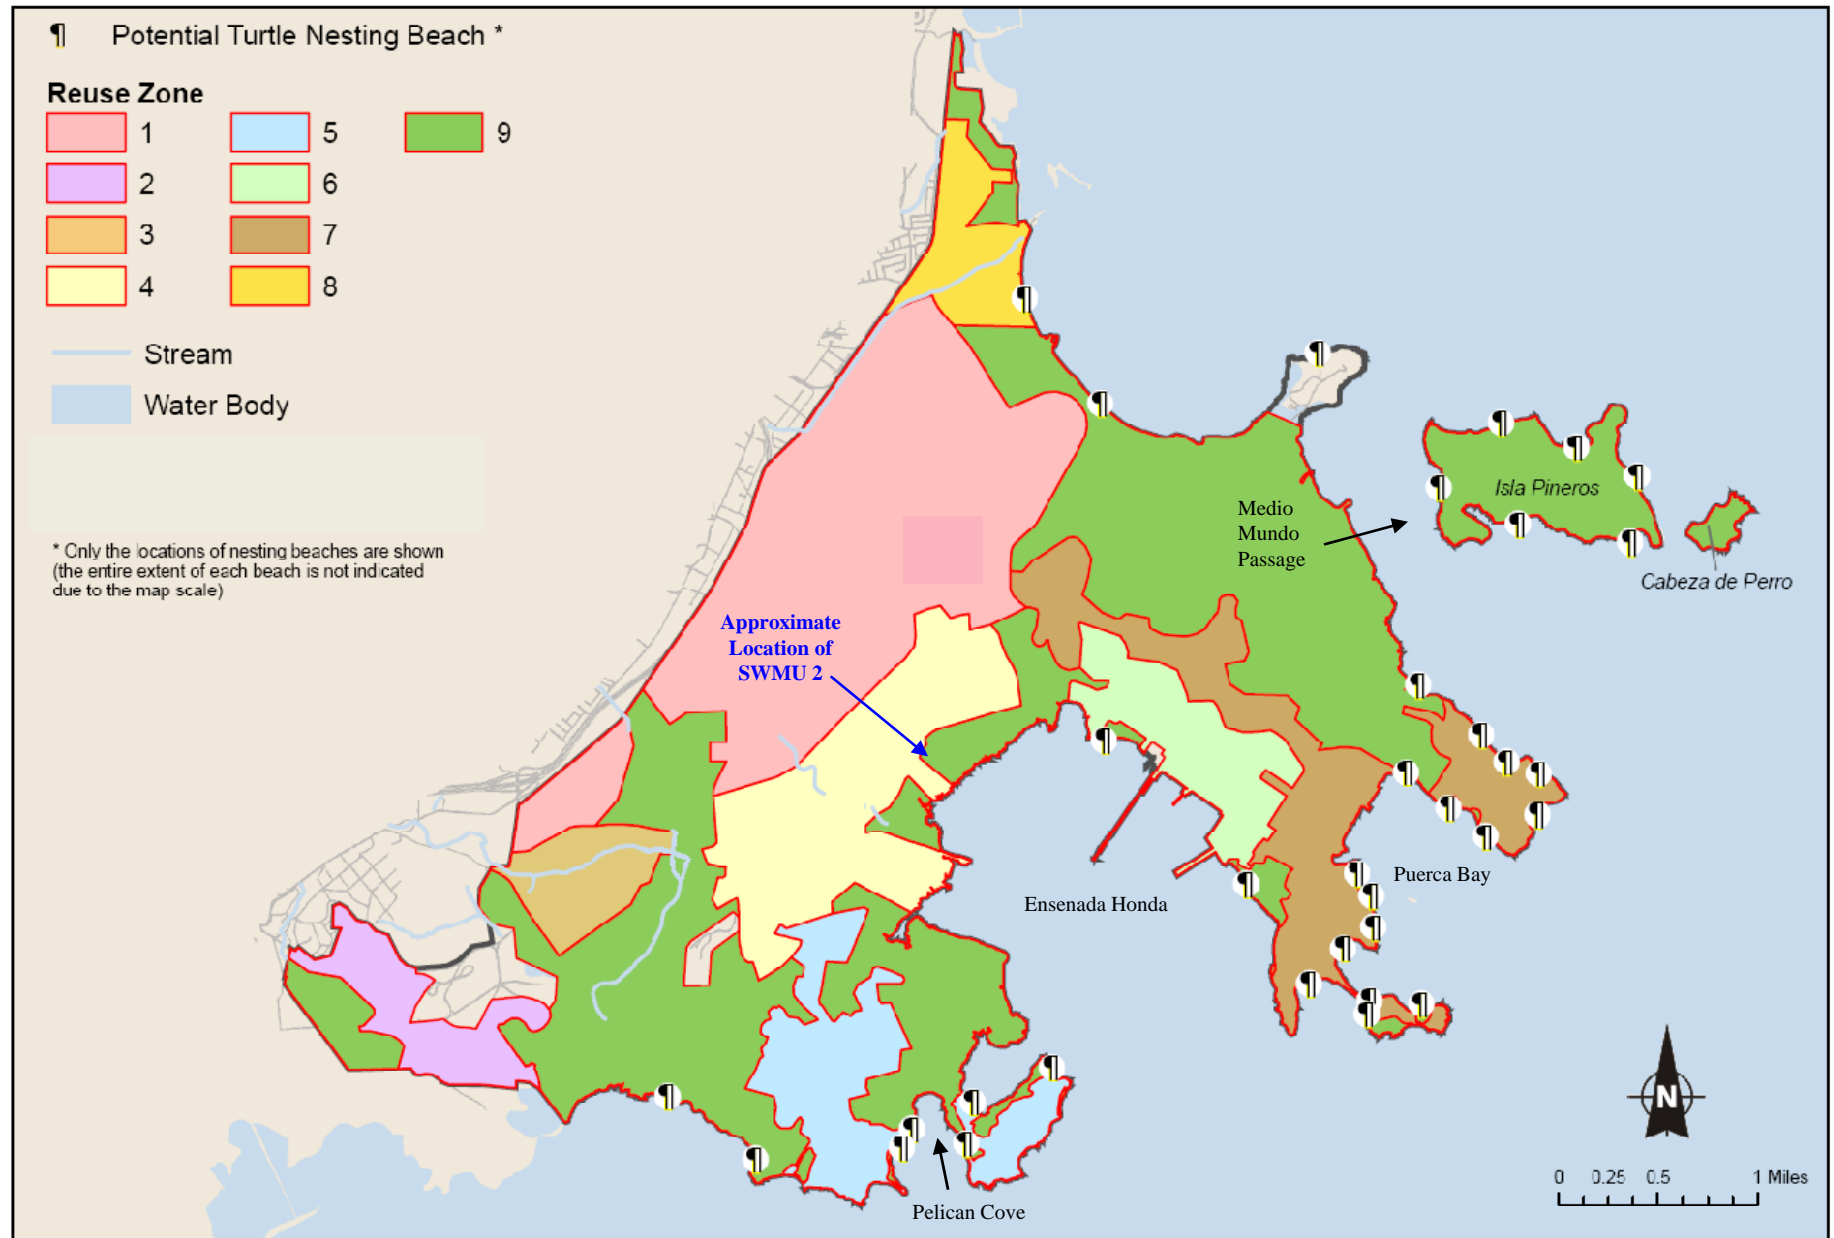 ¶ Potential Turtle Nesting Beach *
Reuse Zone
1 5 9
2 6
3 7
4 8
Stream
Water Body
* Only the locations of nesting beaches are shown
(the entire extent of each beach is not indicated
due to the map scale)
Approximate
Location of
SWMU 2
Medio
Mundo
Passage
Isla Pineros
Cabeza de Perro
Puerca Bay
Ensenada Honda
Pelican Cove
N
0 0.25 0.5 1 Miles